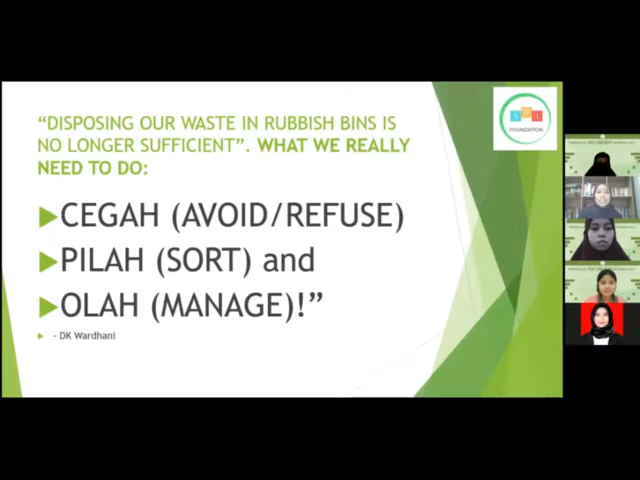 “DISPOSING OUR WASTE IN RUBBISH BINS IS
NO LONGER SUFFICIENT”. WHAT WE REALLY
NEED TO DO:
CEGAH (AVOID/REFUSE)
PILAH (SORT) and
OLAH (MANAGE)!”
- DK Wardhani
FOUNDATION